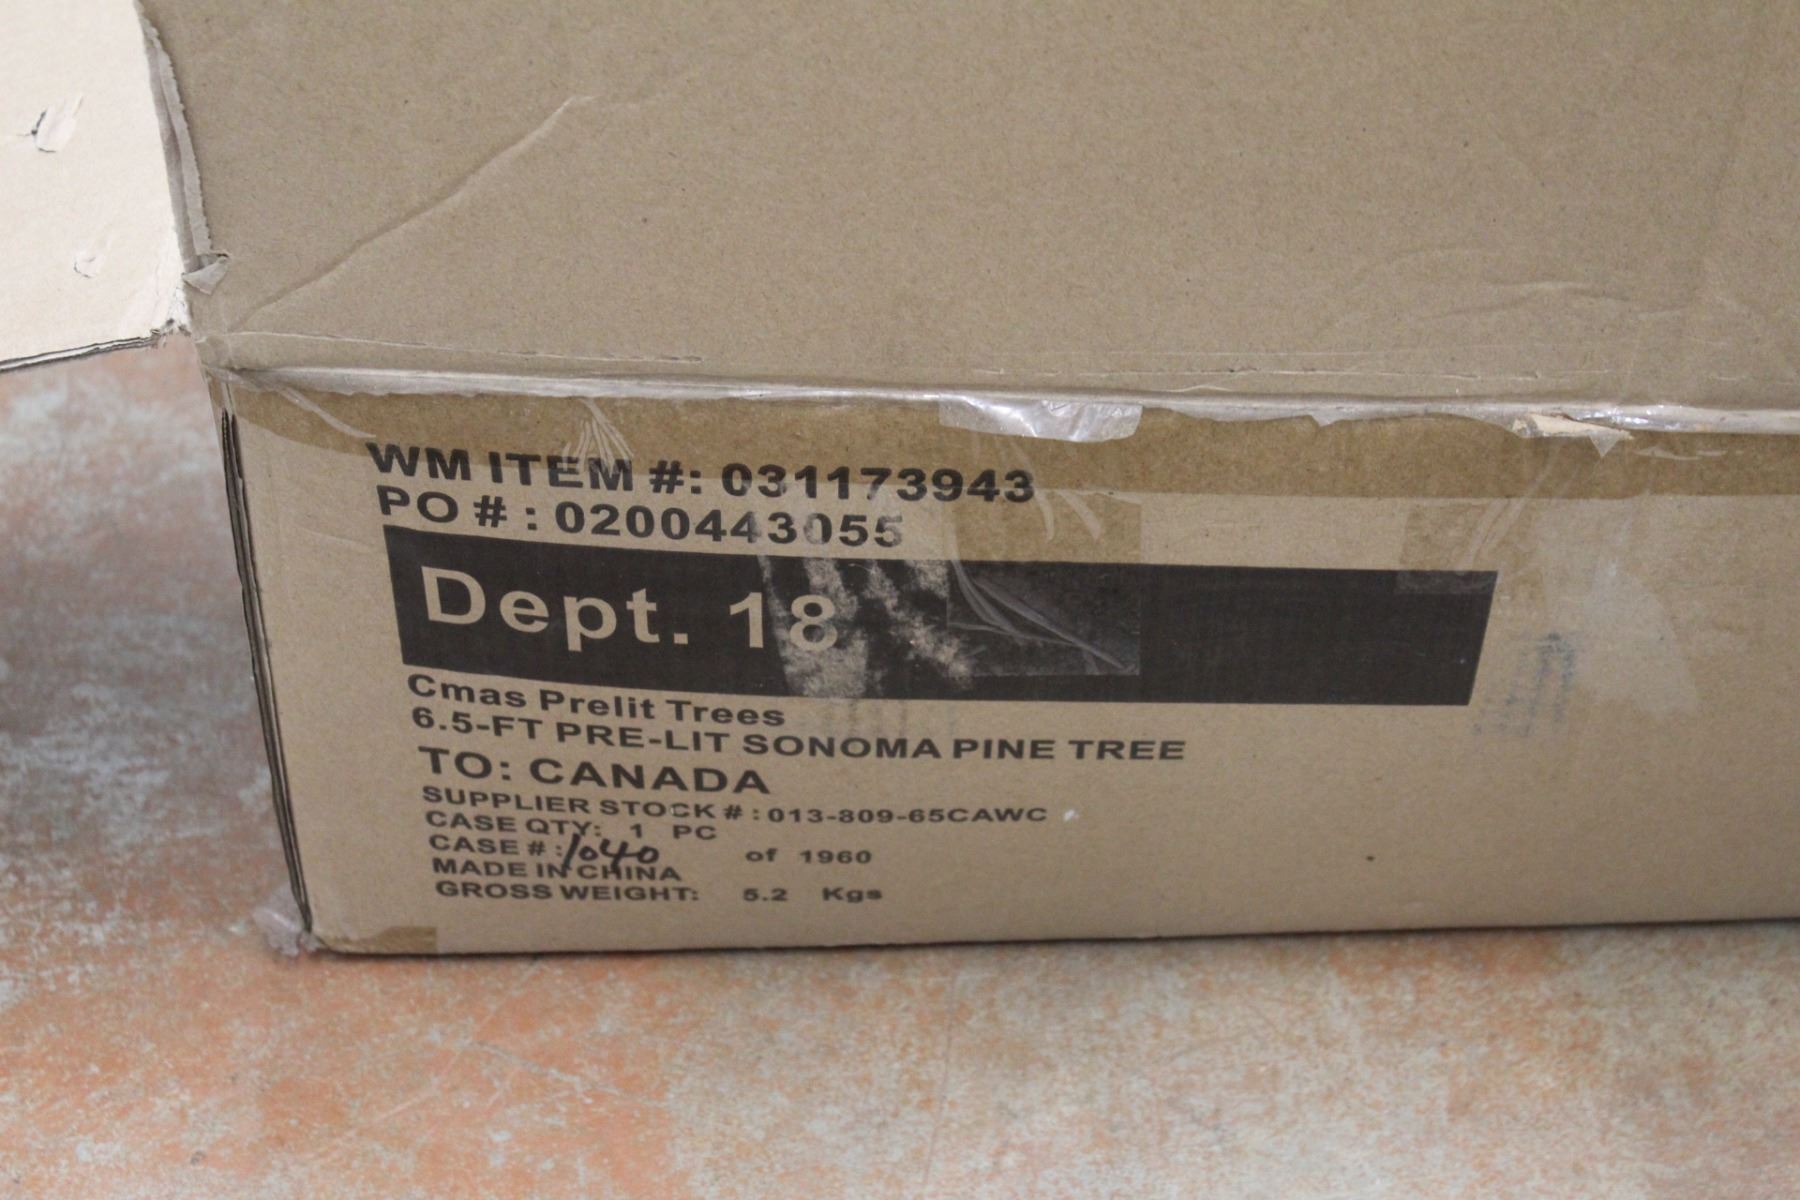 WM ITEM #: 031173943
PO # : 0200443055
Dept. 18
Cmas Prelit Trees
6.5-FT PRE-LIT SONOMA PINE TREE
TO: CANADA
SUPPLIER STOCK # : 013-809-65CAWC
CASE QTY: 1 PC
CASE # : 1040 of 1960
MADE IN CHINA
GROSS WEIGHT: 5.2 Kgs